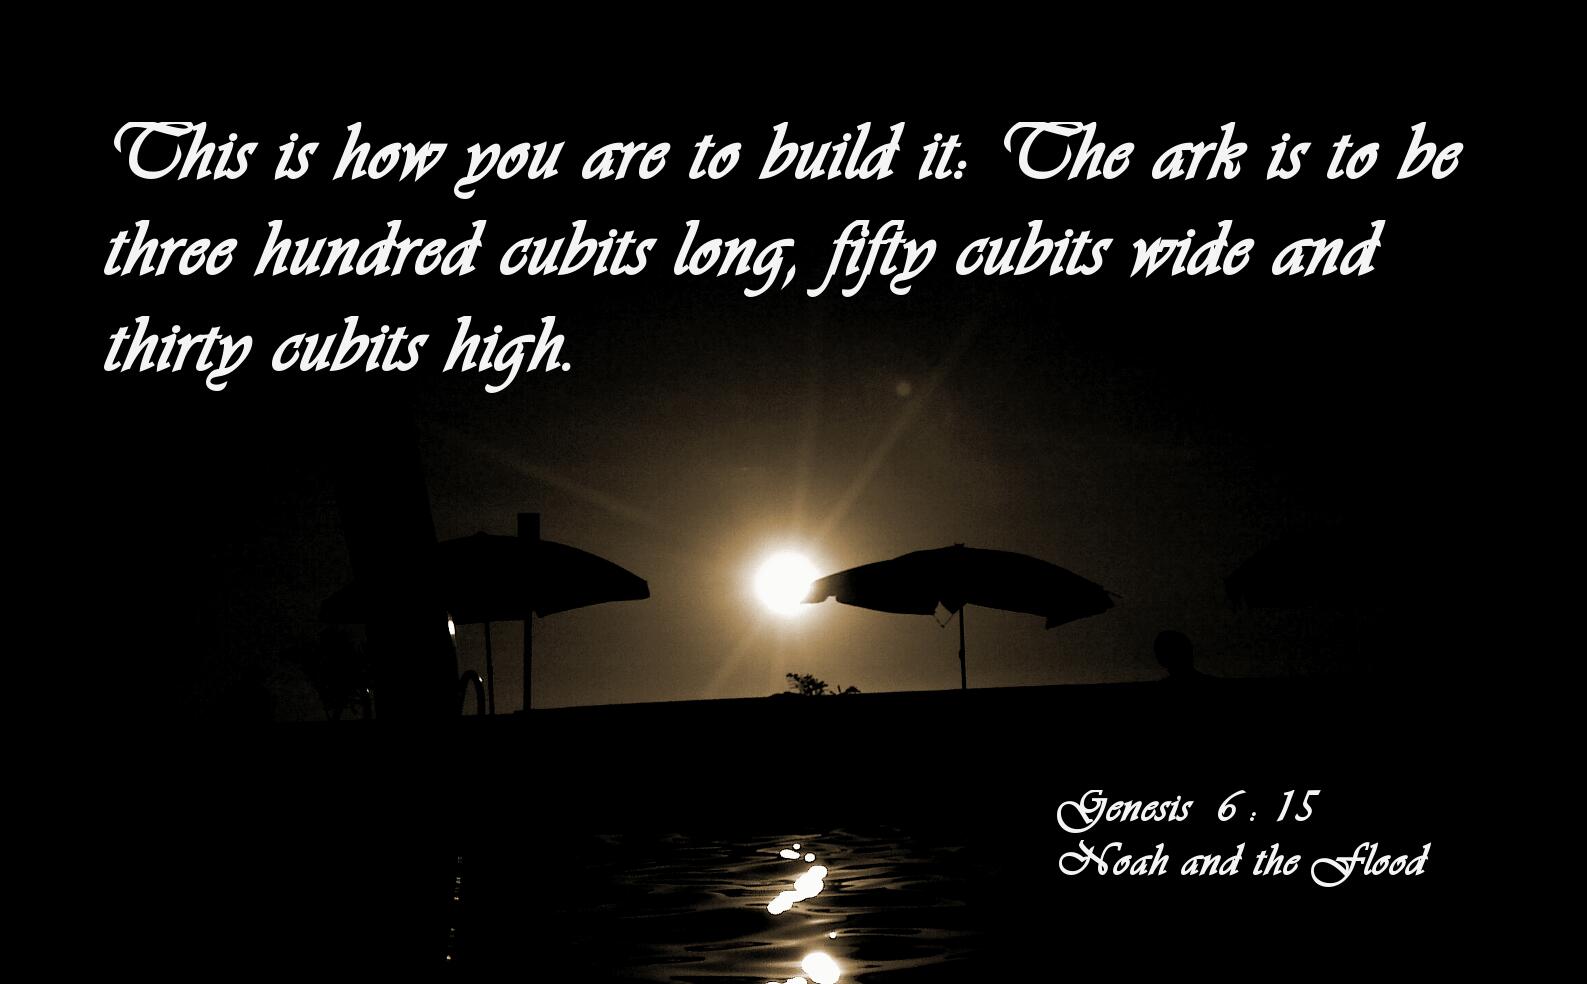 This is how you are to build it: The ark is to be
three hundred cubits long, fifty cubits wide and
thirty cubits high.
Genesis 6 : 15
Noah and the Flood